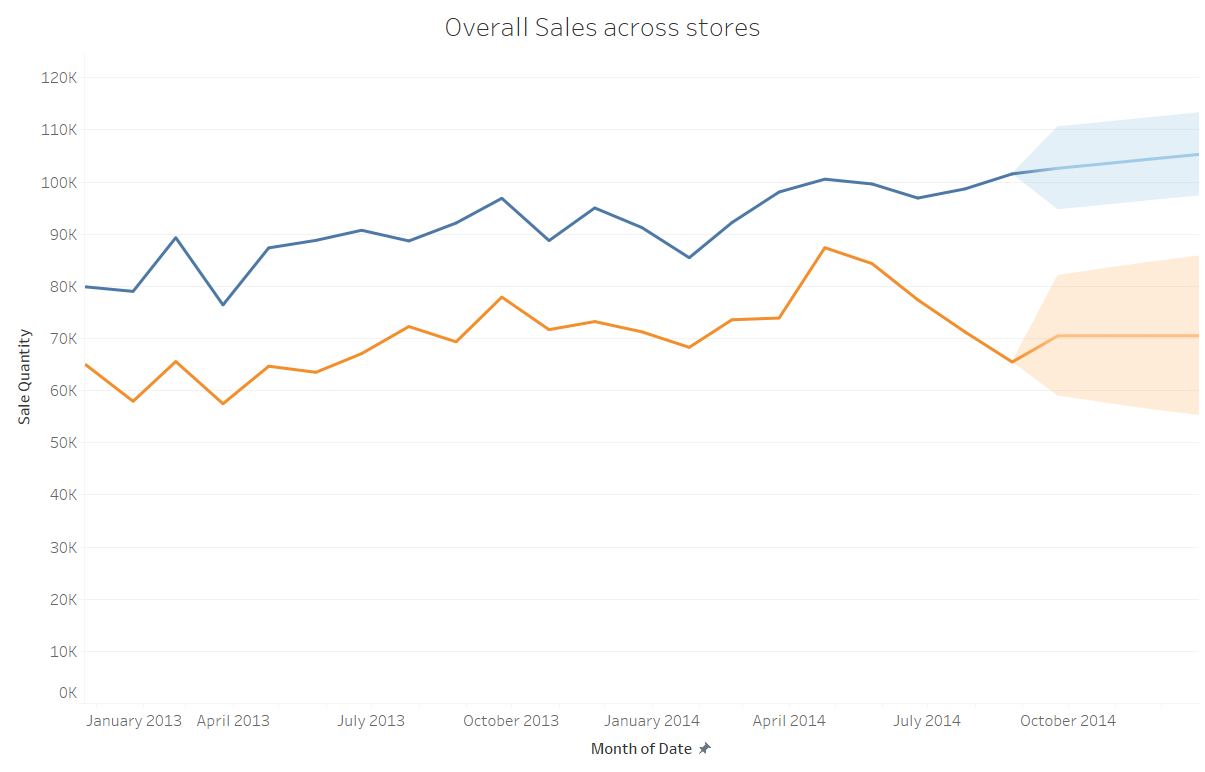 Overall Sales across stores
120K
110K
100K
90K
80K
70K
60K
50K
40K
30K
20K
10K
0K
Sale Quantity
January 2013 April 2013 July 2013 October 2013 January 2014 April 2014 July 2014 October 2014
Month of Date